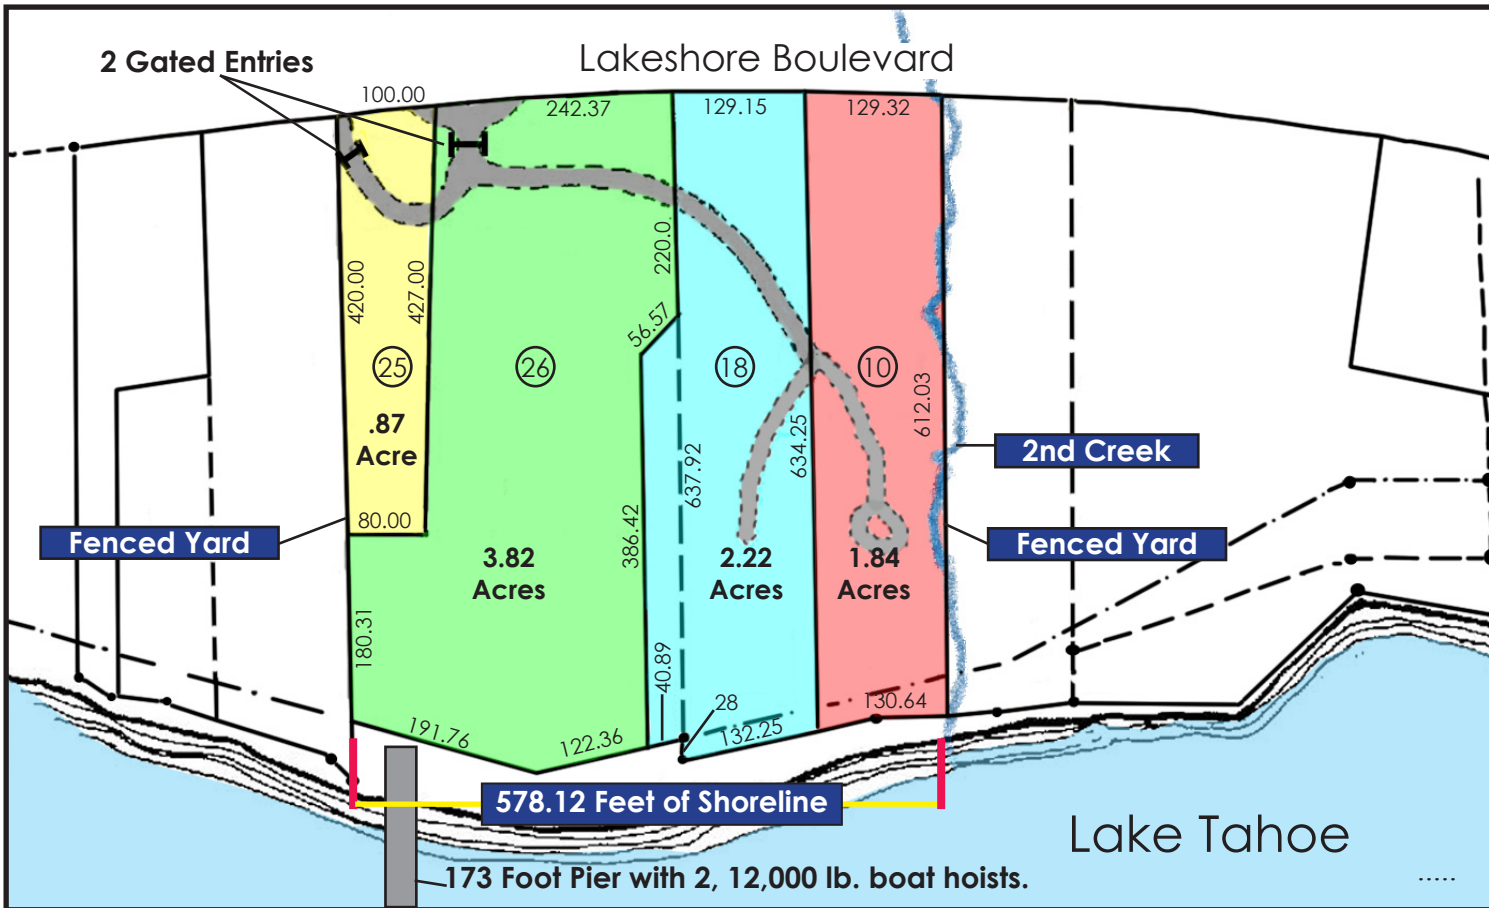 Lakeshore Boulevard
2 Gated Entries
100.00
242.37
129.15
129.32
420.00
427.00
220.0
56.57
25
26
18
10
.87
Acre
612.03
634.25
637.92
2nd Creek
80.00
386.42
Fenced Yard
Fenced Yard
3.82
Acres
2.22
Acres
1.84
Acres
180.31
40.89
28
130.64
191.76
122.36
132.25
578.12 Feet of Shoreline
Lake Tahoe
173 Foot Pier with 2, 12,000 lb. boat hoists.
.....